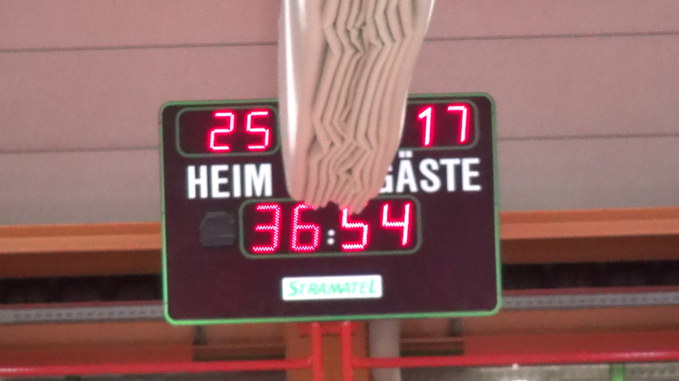 25 17
HEIM GÄSTE
36:54
STRAMATEL